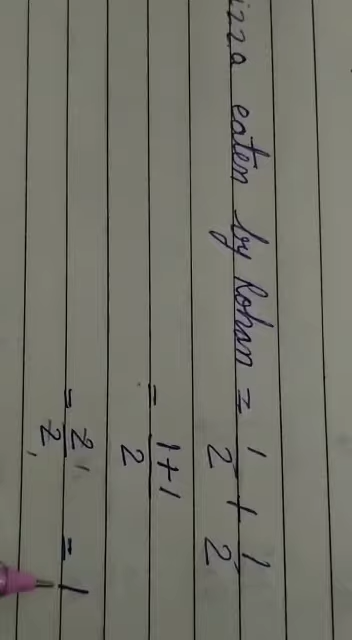 izza eaten by Rohan = 1/2 + 1/2
= 1+1/2
= 2/2 = 1